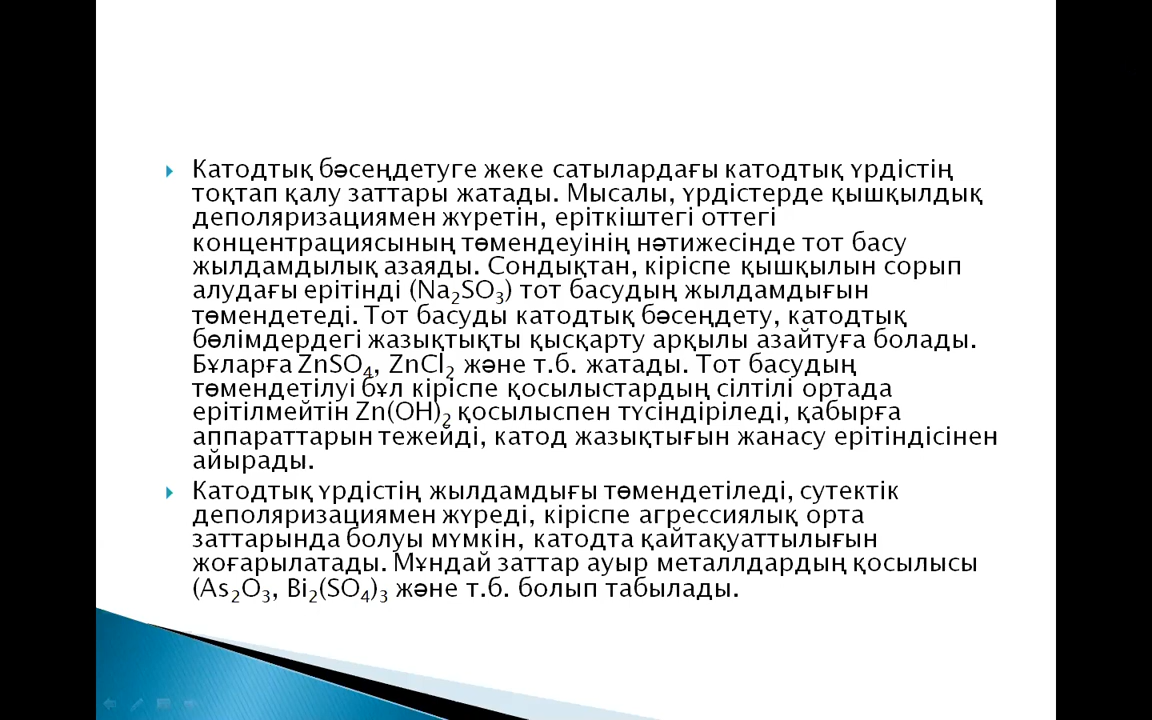 Катодтық бәсеңдетуге жеке сатылардағы катодтық үрдістің
тоқтап қалу заттары жатады. Мысалы, үрдістерде қышқылдық
деполяризациямен жүретін, еріткіштегі оттегі
концентрациясының төмендеуінің нәтижесінде тот басу
жылдамдылық азаяды. Сондықтан, кіріспе қышқылын сорып
алудағы ерітінді (Na₂SO₃) тот басудың жылдамдығын
төмендетеді. Тот басуды катодтық бәсеңдету, катодтық
бөлімдердегі жазықтықты қысқарту арқылы азайтуға болады.
Бұларға ZnSO₄, ZnCl₂ және т.б. жатады. Тот басудың
төмендетілуі бұл кіріспе қосылыстардың сілтілі ортада
ерітілмейтін Zn(OH)₂ қосылыспен түсіндіріледі, қабырға
аппараттарын тежейді, катод жазықтығын жанасу ерітіндісінен
айырады.
Катодтық үрдістің жылдамдығы төмендетіледі, сутектік
деполяризациямен жүреді, кіріспе агрессиялық орта
заттарында болуы мүмкін, катодта қайтақуаттылығын
жоғарылатады. Мұндай заттар ауыр металлдардың қосылысы
(As₂O₃, Bi₂(SO₄)₃ және т.б. болып табылады.